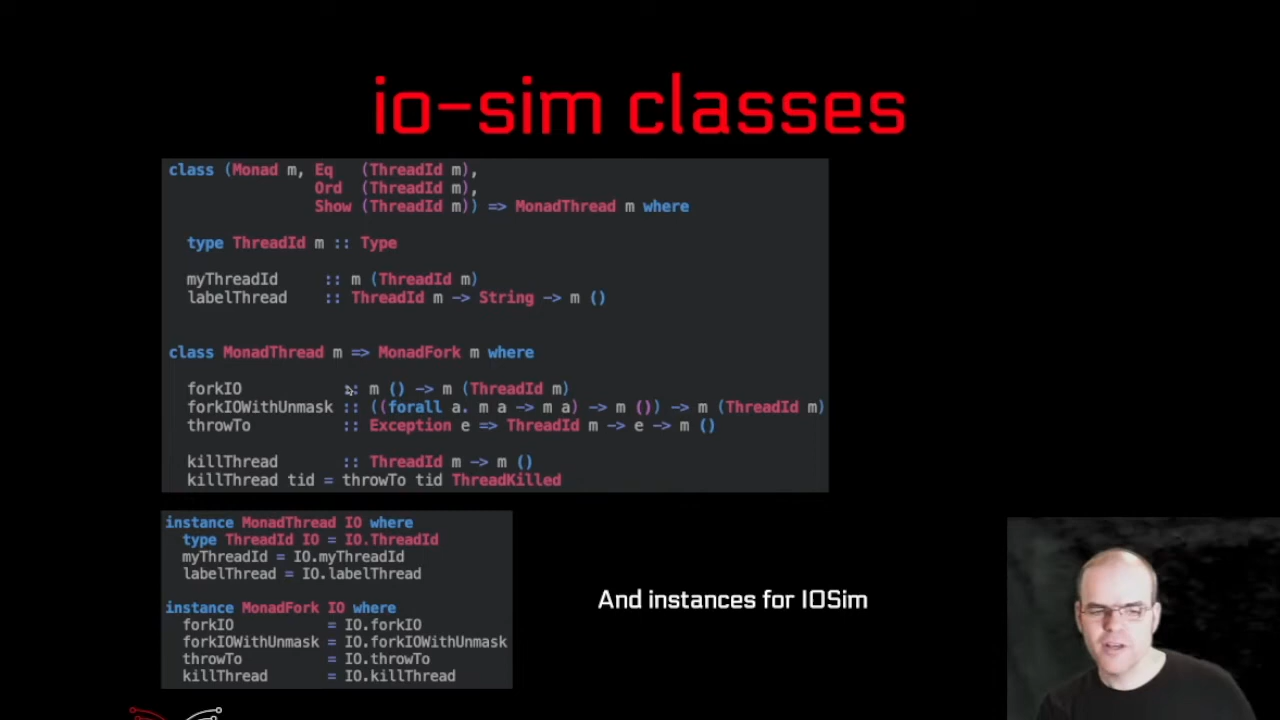 io-sim classes
class (Monad m, Eq (ThreadId m),
Ord (ThreadId m),
Show (ThreadId m)) => MonadThread m where
type ThreadId m :: Type
myThreadId :: m (ThreadId m)
labelThread :: ThreadId m -> String -> m ()
class MonadThread m => MonadFork m where
forkIO :: m () -> m (ThreadId m)
forkIOWithUnmask :: ((forall a. m a -> m a) -> m ()) -> m (ThreadId m)
throwTo :: Exception e => ThreadId m -> e -> m ()
killThread :: ThreadId m -> m ()
killThread tid = throwTo tid ThreadKilled
instance MonadThread IO where
type ThreadId IO = IO.ThreadId
myThreadId = IO.myThreadId
labelThread = IO.labelThread
instance MonadFork IO where
forkIO = IO.forkIO
forkIOWithUnmask = IO.forkIOWithUnmask
throwTo = IO.throwTo
killThread = IO.killThread
And instances for IOSim